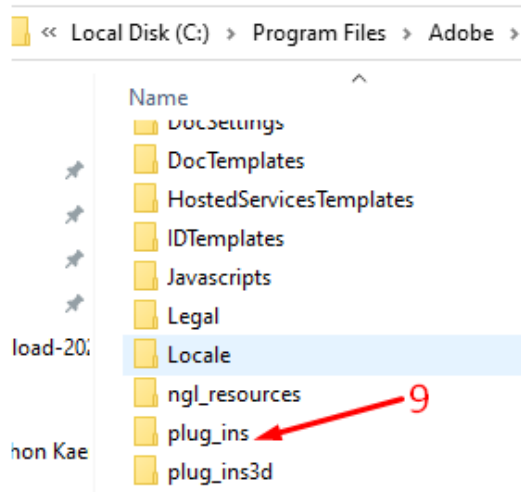 « Local Disk (C:) > Program Files > Adobe >
Name
DocSettings
DocTemplates
HostedServicesTemplates
IDTemplates
Javascripts
Legal
load-202
Locale
ngl_resources
9
plug_ins
hon Kae
plug_ins3d